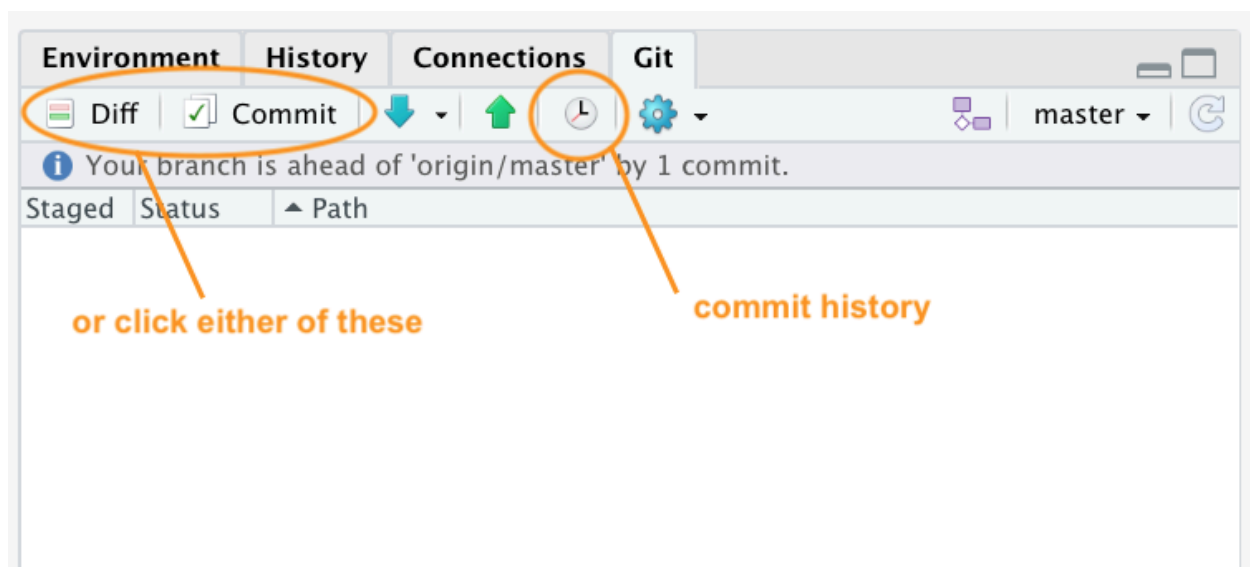 Environment History Connections Git
Diff Commit master
Your branch is ahead of 'origin/master' by 1 commit.
Staged Status Path
or click either of these
commit history